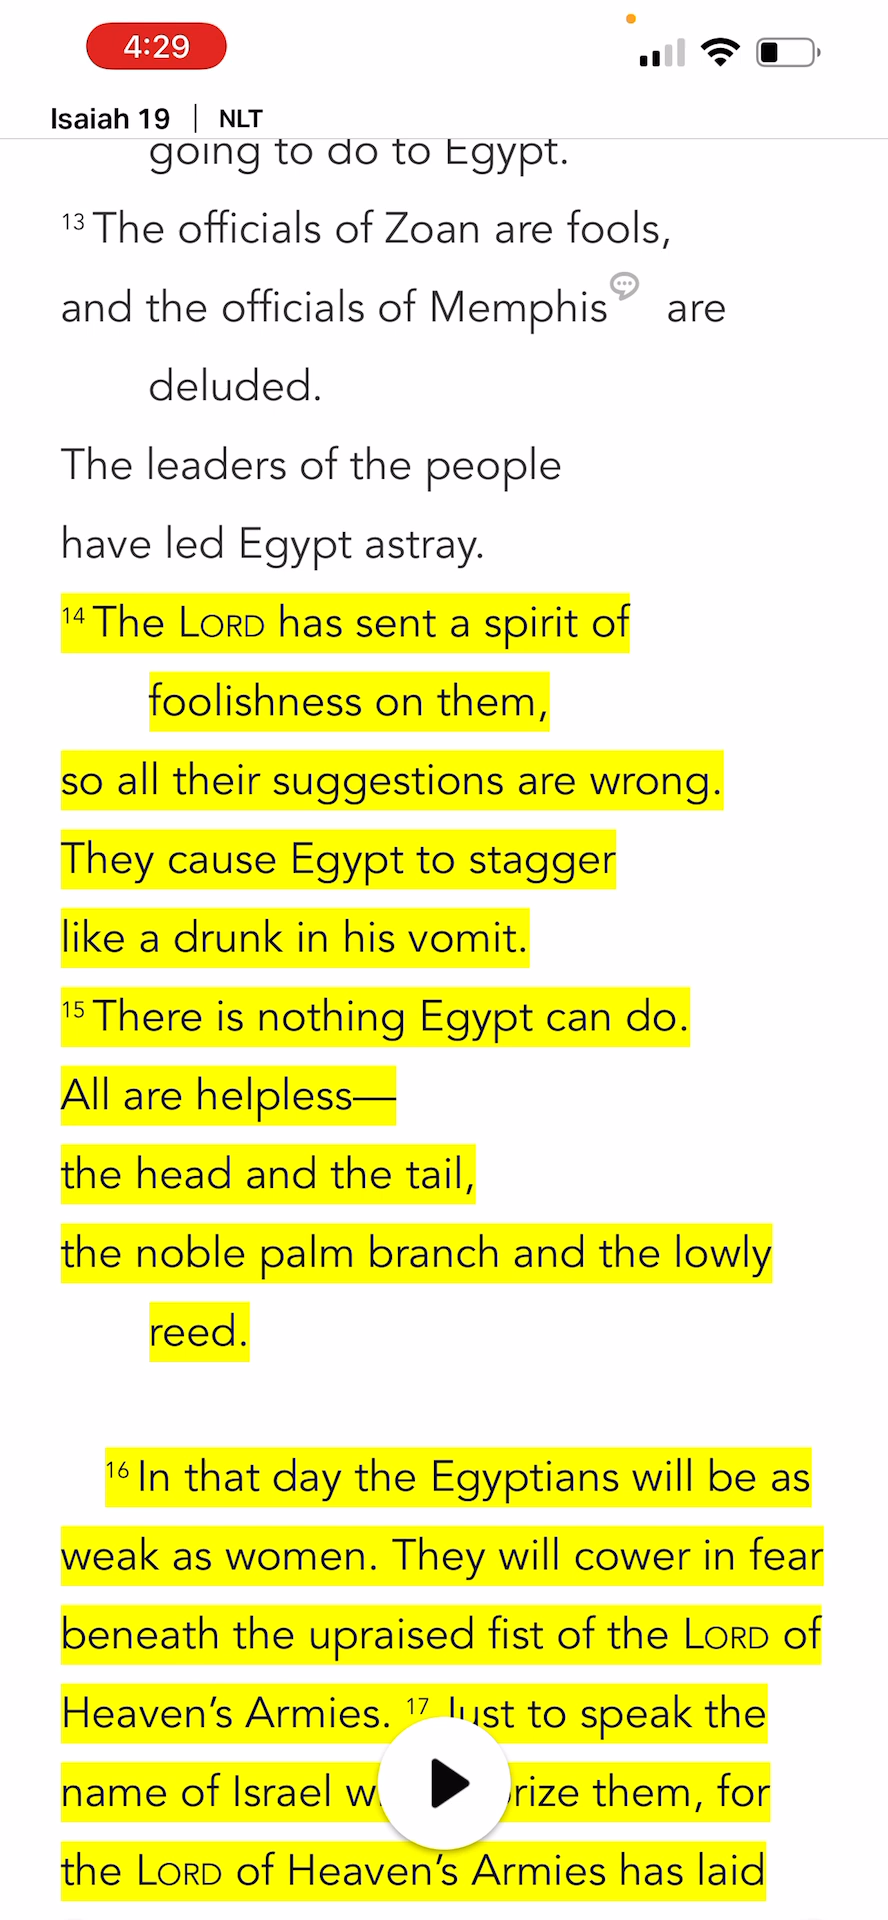 4:29
Isaiah 19 | NLT
going to do to Egypt.
13 The officials of Zoan are fools,
and the officials of Memphis are
deluded.
The leaders of the people
have led Egypt astray.
14 The LORD has sent a spirit of
foolishness on them,
so all their suggestions are wrong.
They cause Egypt to stagger
like a drunk in his vomit.
15 There is nothing Egypt can do.
All are helpless—
the head and the tail,
the noble palm branch and the lowly
reed.
16 In that day the Egyptians will be as
weak as women. They will cower in fear
beneath the upraised fist of the LORD of
Heaven’s Armies. 17 Just to speak the
name of Israel them, for
the LORD of Heaven’s Armies has laid